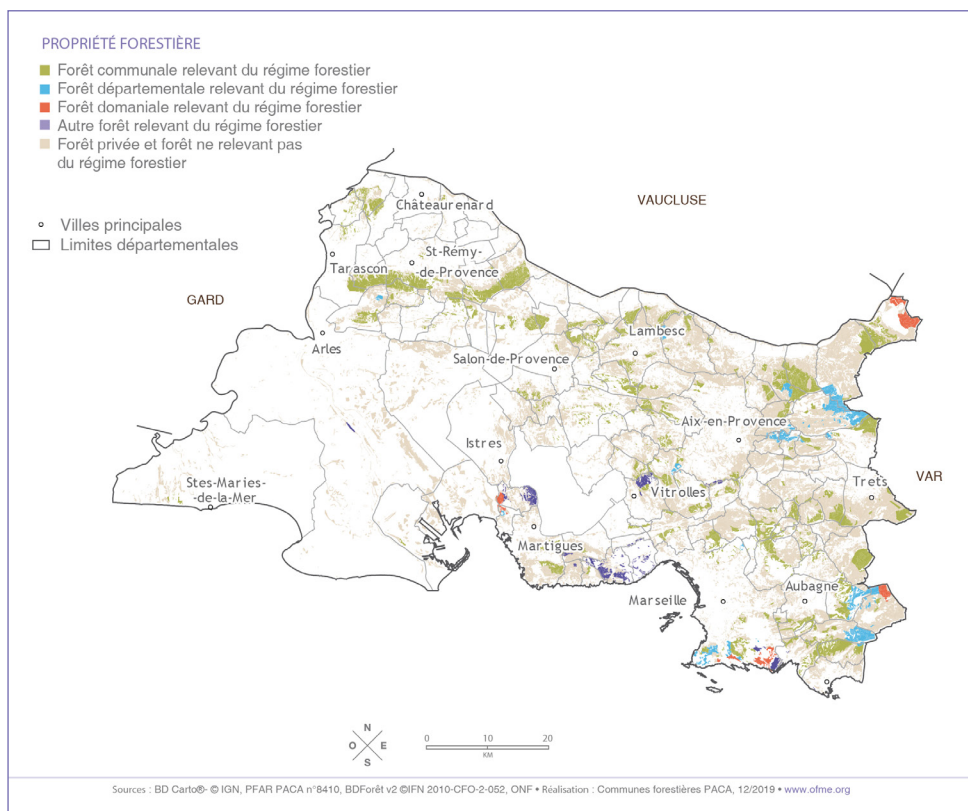 PROPRIÉTÉ FORESTIÈRE
Forêt communale relevant du régime forestier
Forêt départementale relevant du régime forestier
Forêt domaniale relevant du régime forestier
Autre forêt relevant du régime forestier
Forêt privée et forêt ne relevant pas
du régime forestier
Villes principales
Limites départementales
VAUCLUSE
Châteaurenard
St-Rémy-
-de-Provence
Tarascon
GARD
Arles
Lambesc
Salon-de-Provence
Aix-en-Provence
Istres
Stes-Maries-
-de-la-Mer
Vitrolles
Trets
VAR
Martigues
Marseille
Aubagne
N
O E
S
0 10 20
KM
Sources : BD Carto®- © IGN, PFAR PACA n°8410, BDForêt v2 ©IFN 2010-CFO-2-052, ONF • Réalisation : Communes forestières PACA, 12/2019 • www.ofme.org